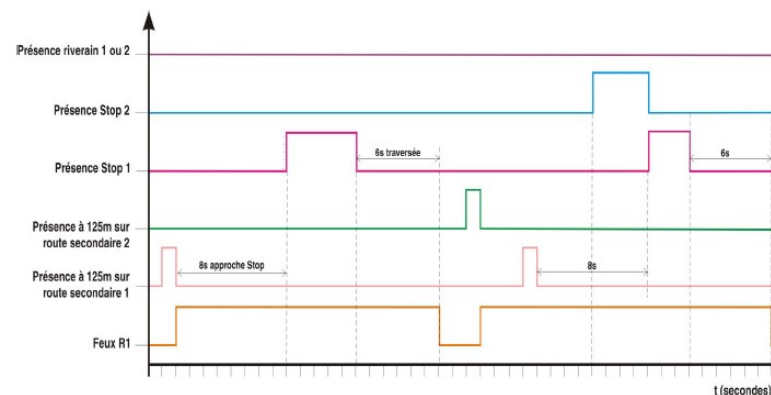 Présence riverain 1 ou 2
Présence Stop 2
6s traversée
6s
Présence Stop 1
Présence à 125m sur
route secondaire 2
8s approche Stop
8s
Présence à 125m sur
route secondaire 1
Feux R1
t (secondes)